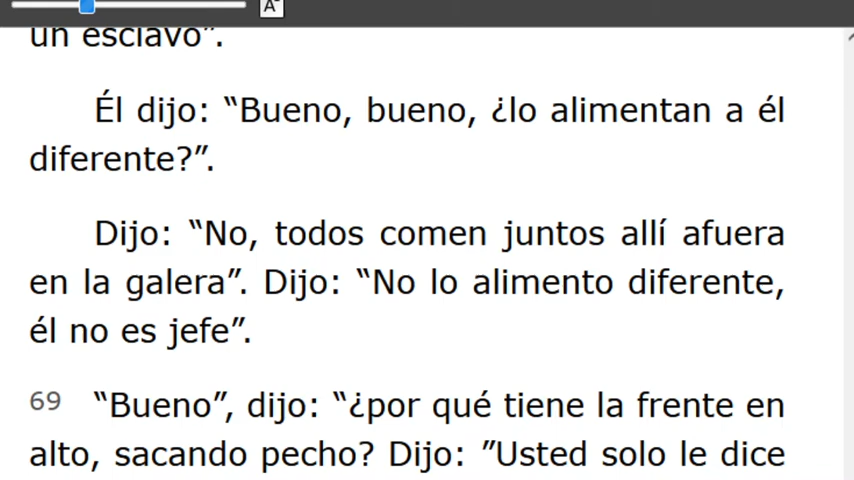 A
un esclavo”.
Él dijo: “Bueno, bueno, ¿lo alimentan a él
diferente?”.
Dijo: “No, todos comen juntos allí afuera
en la galera”. Dijo: “No lo alimento diferente,
él no es jefe”.
69 “Bueno”, dijo: “¿por qué tiene la frente en
alto, sacando pecho? Dijo: ”Usted solo le dice